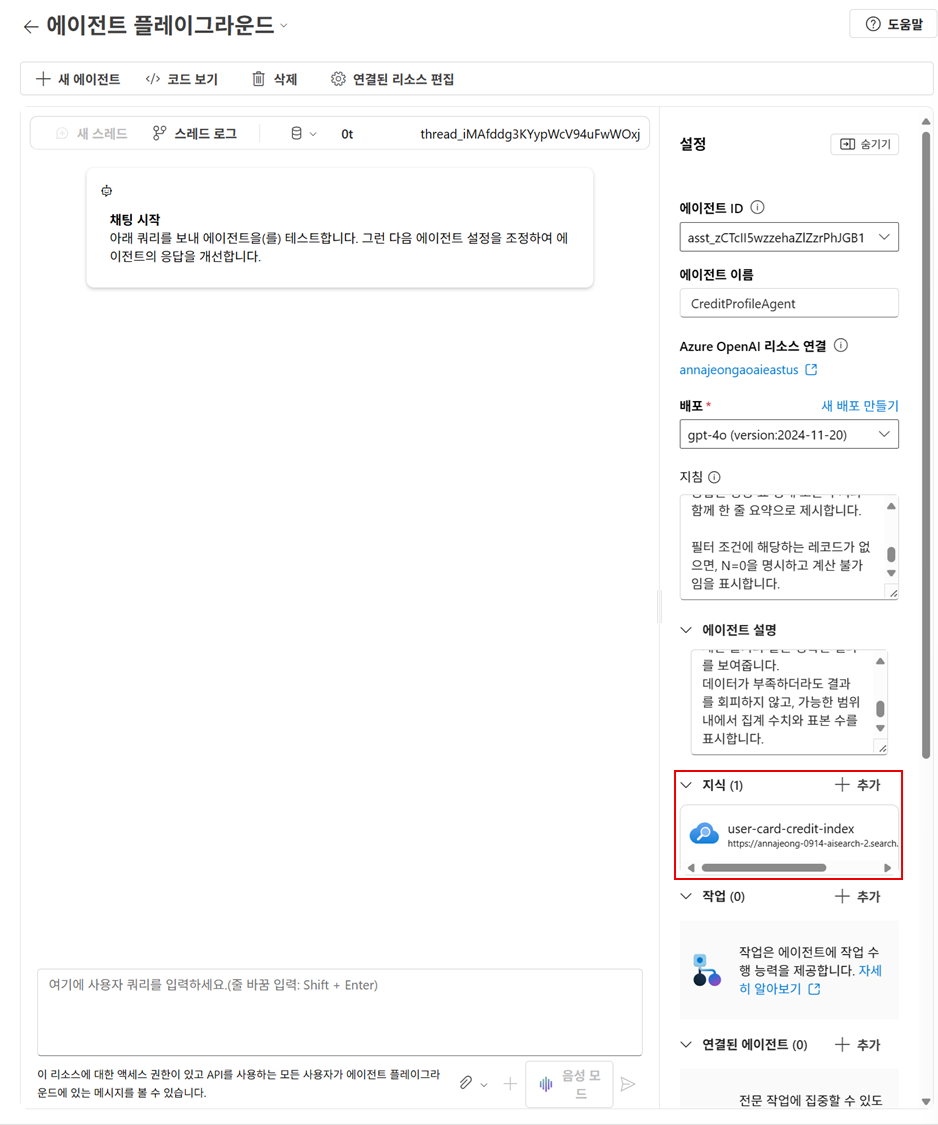 에이전트 플레이그라운드
도움말
새 에이전트
코드 보기
삭제
연결된 리소스 편집
새 스레드
스레드 로그
0t
thread_iMAfddg3KYypWcV94uFwWOxj
채팅 시작
아래 쿼리를 보내 에이전트을(를) 테스트합니다. 그런 다음 에이전트 설정을 조정하여 에
이전트의 응답을 개선합니다.
여기에 사용자 쿼리를 입력하세요.(줄 바꿈 입력: Shift + Enter)
이 리소스에 대한 액세스 권한이 있고 API를 사용하는 모든 사용자가 에이전트 플레이그라
운드에 있는 메시지를 볼 수 있습니다.
음성 모
드
설정
숨기기
에이전트 ID
asst_zCTcII5wzzehaZlZzrPhJGB1
에이전트 이름
CreditProfileAgent
Azure OpenAI 리소스 연결
annajeongaoaieastus
배포 *
새 배포 만들기
gpt-4o (version:2024-11-20)
지침
함께 한 줄 요약으로 제시합니다.
필터 조건에 해당하는 레코드가 없
으면, N=0을 명시하고 계산 불가
임을 표시합니다.
에이전트 설명
를 보여줍니다.
데이터가 부족하더라도 결과
를 회피하지 않고, 가능한 범위
내에서 집계 수치와 표본 수를
표시합니다.
지식 (1)
추가
user-card-credit-index
https://annajeong-0914-aisearch-2.search.
작업 (0)
추가
작업은 에이전트에 작업 수
행 능력을 제공합니다. 자세
히 알아보기
연결된 에이전트 (0)
추가
전문 작업에 집중할 수 있도